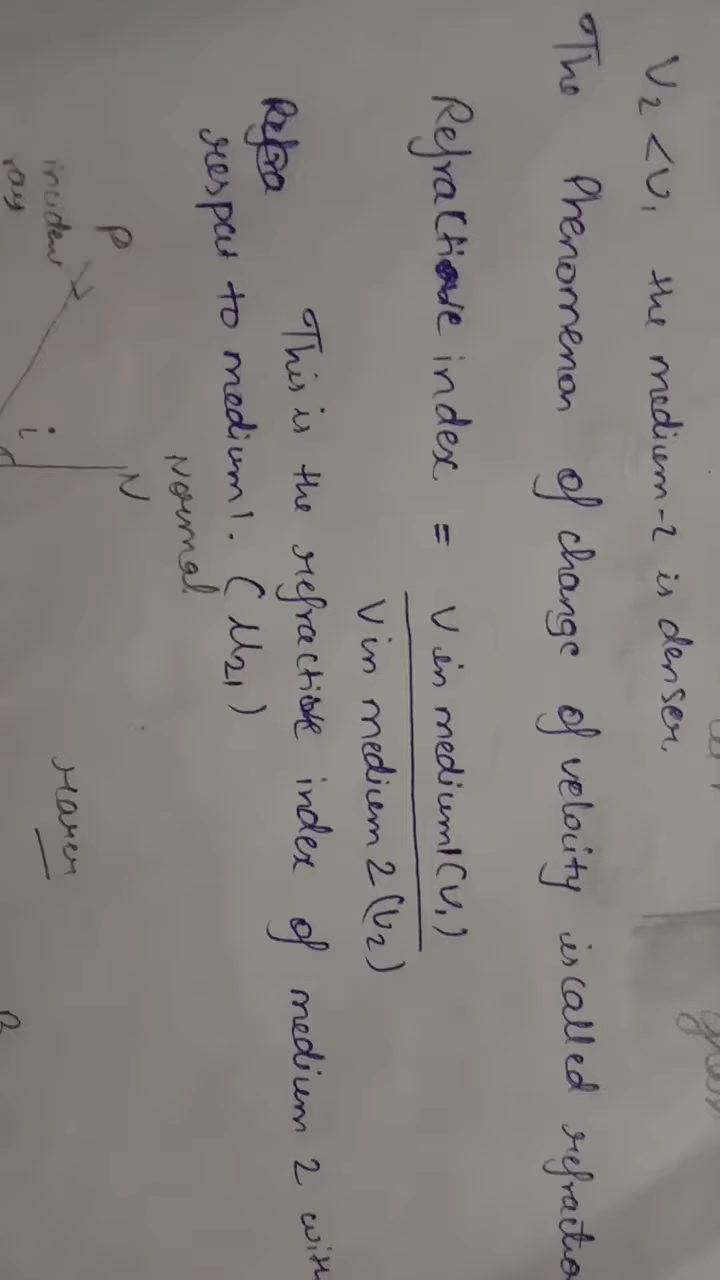 V2 < V1 the medium-2 is denser.
The Phenomenon of change of velocity is called refractio
Refractive index = V in medium1 (V1)
V in medium 2 (V2)
This is the refractive index of medium 2 with
Refra
respect to medium1. (μ21)
Normal
P
N
inciden
ray
i
rarer